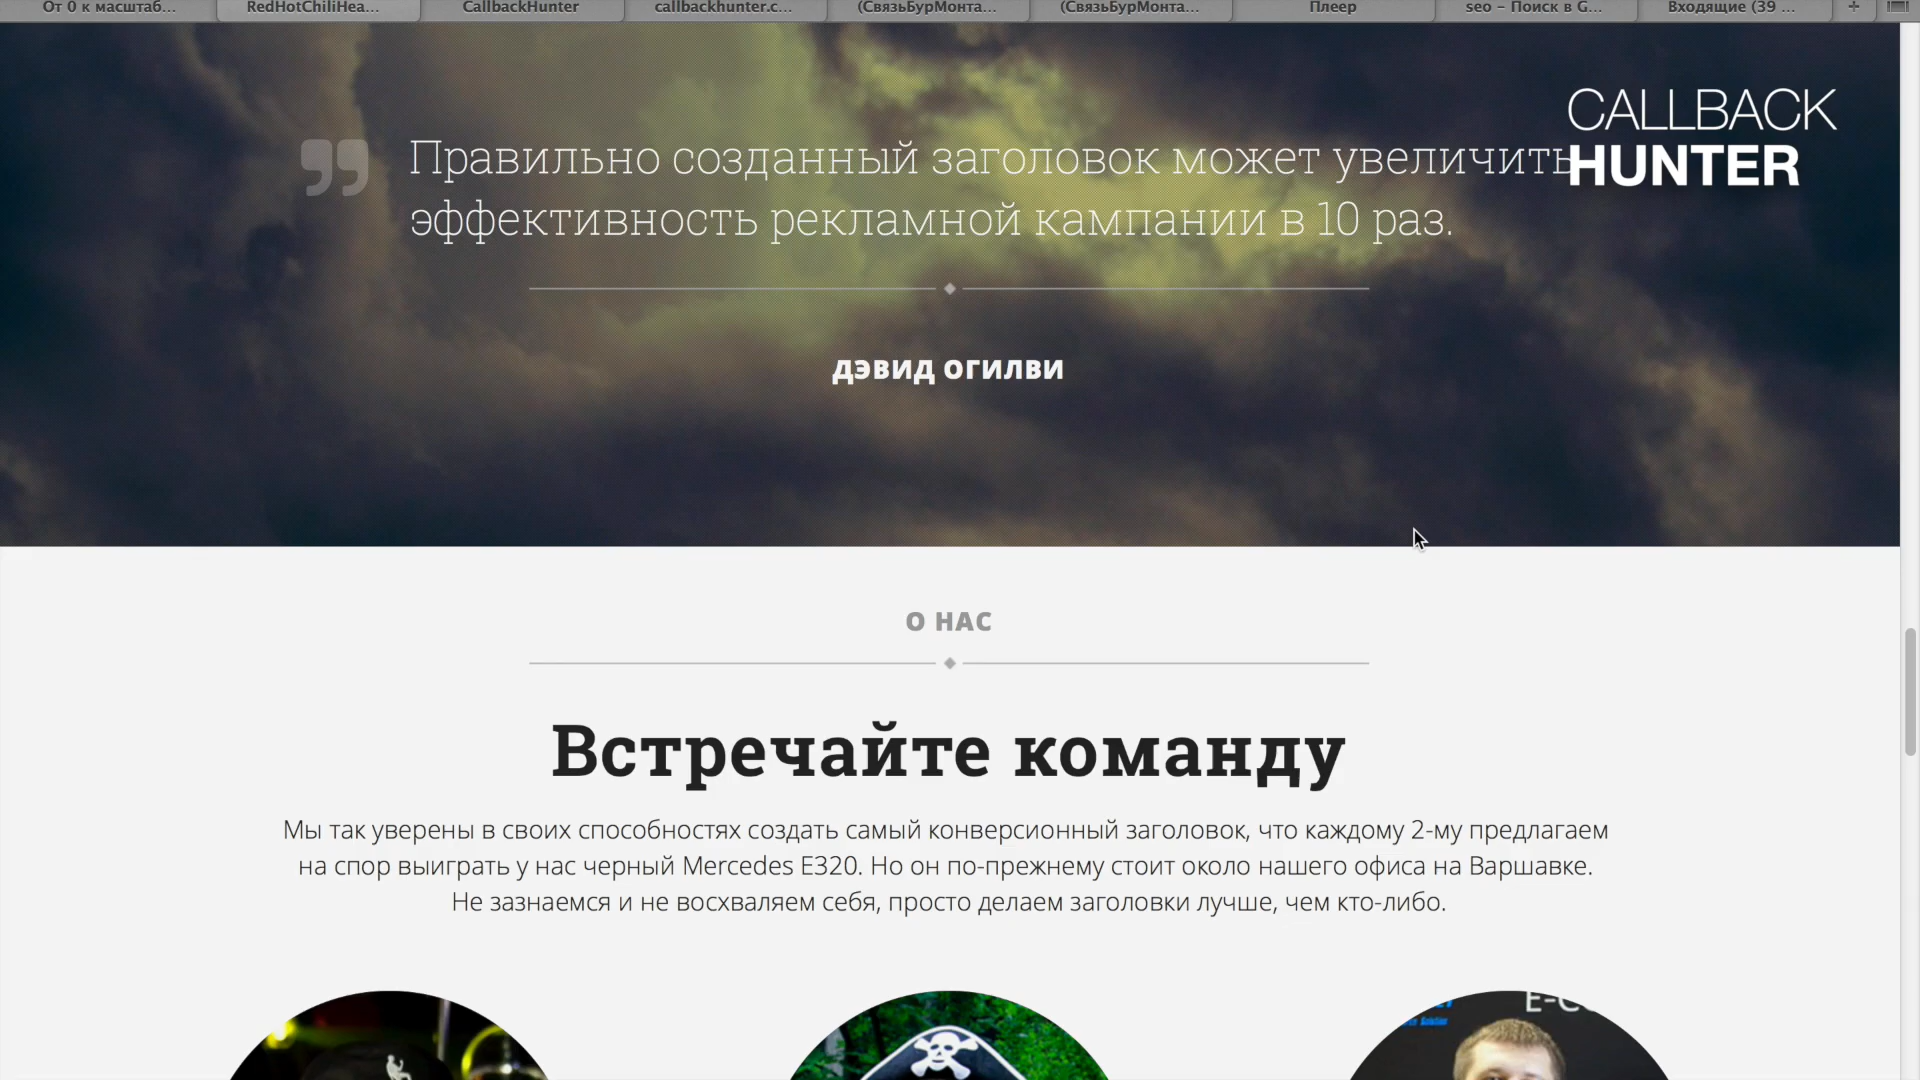 От 0 к масштаб...
RedHotChiliHea...
CallbackHunter
callbackhunter.c...
(СвязьБурМонта...
(СвязьБурМонта...
Плеер
seo – Поиск в G...
Входящие (39 ...
CALLBACK
HUNTER
Правильно созданный заголовок может увеличить
эффективность рекламной кампании в 10 раз.
ДЭВИД ОГИЛВИ
О НАС
Встречайте команду
Мы так уверены в своих способностях создать самый конверсионный заголовок, что каждому 2-му предлагаем
на спор выиграть у нас черный Mercedes E320. Но он по-прежнему стоит около нашего офиса на Варшавке.
Не зазнаемся и не восхваляем себя, просто делаем заголовки лучше, чем кто-либо.